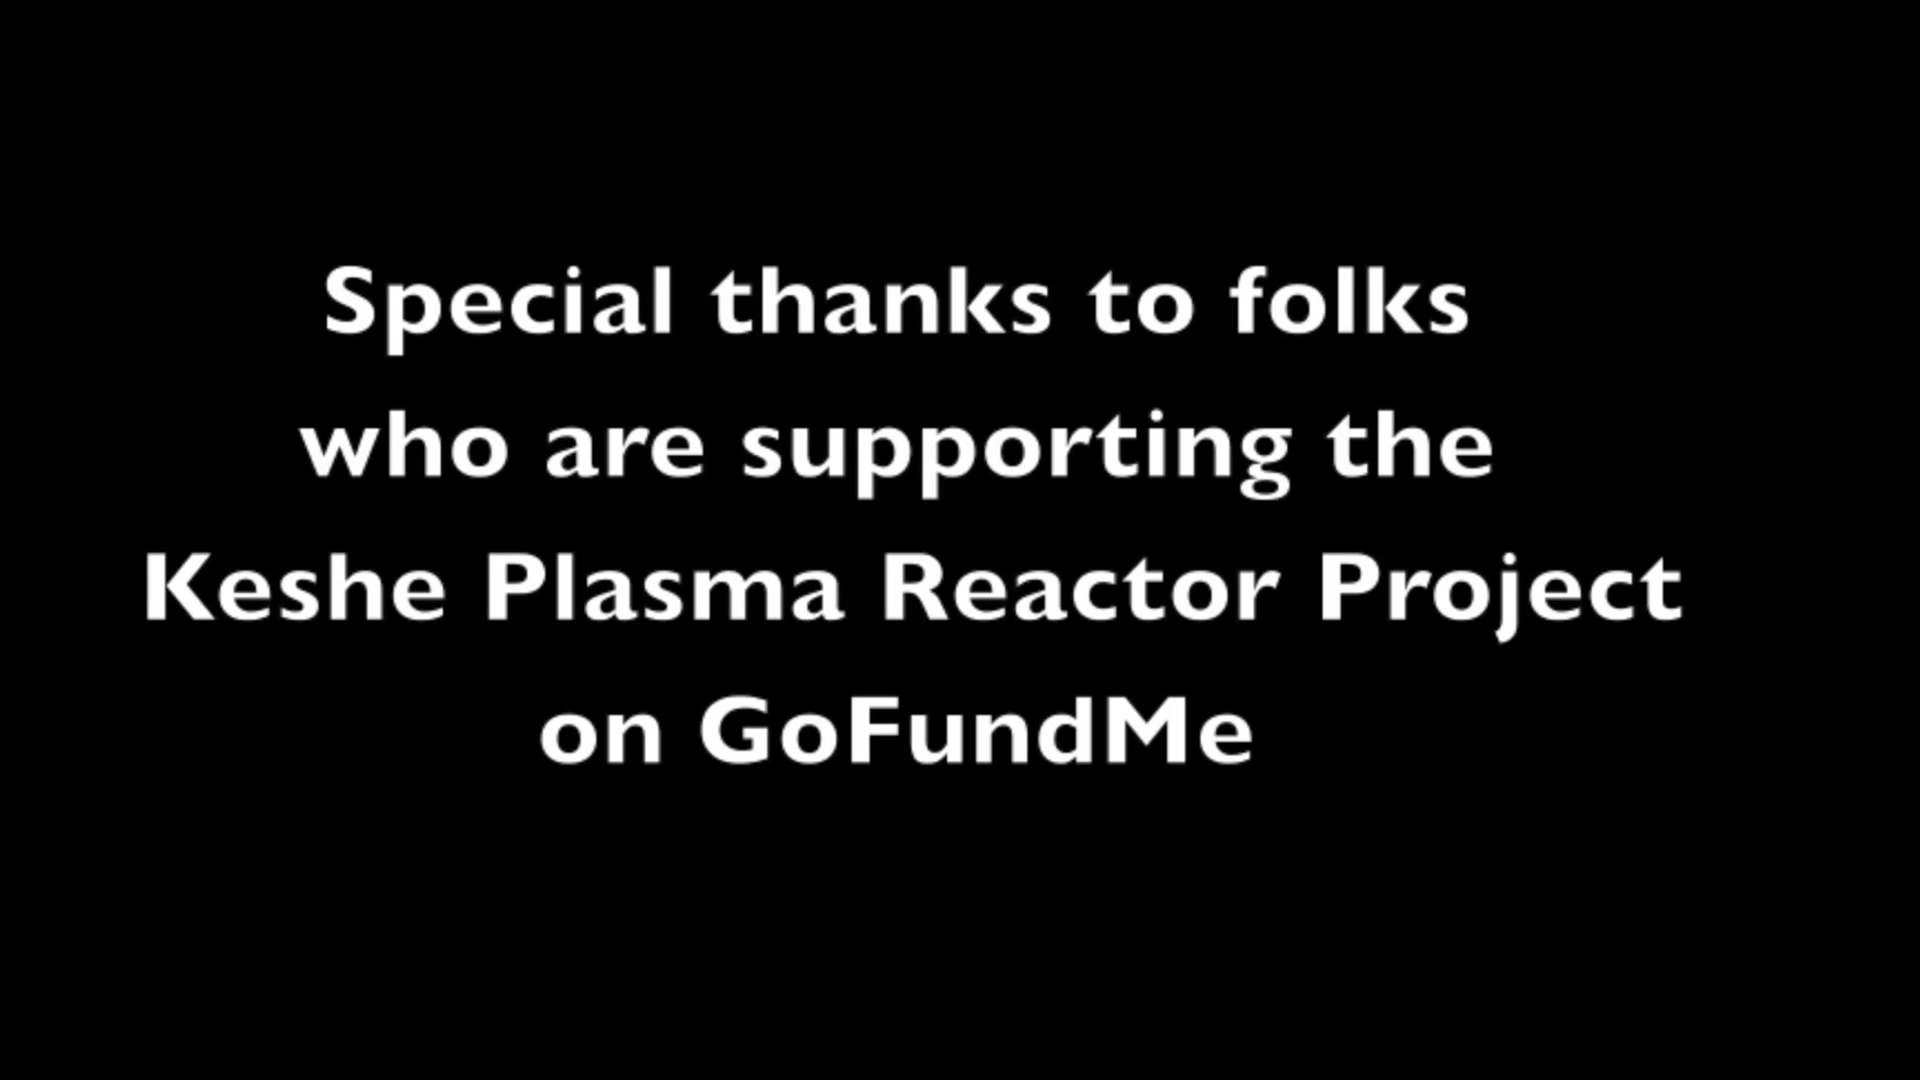 Special thanks to folks
who are supporting the
Keshe Plasma Reactor Project
on GoFundMe